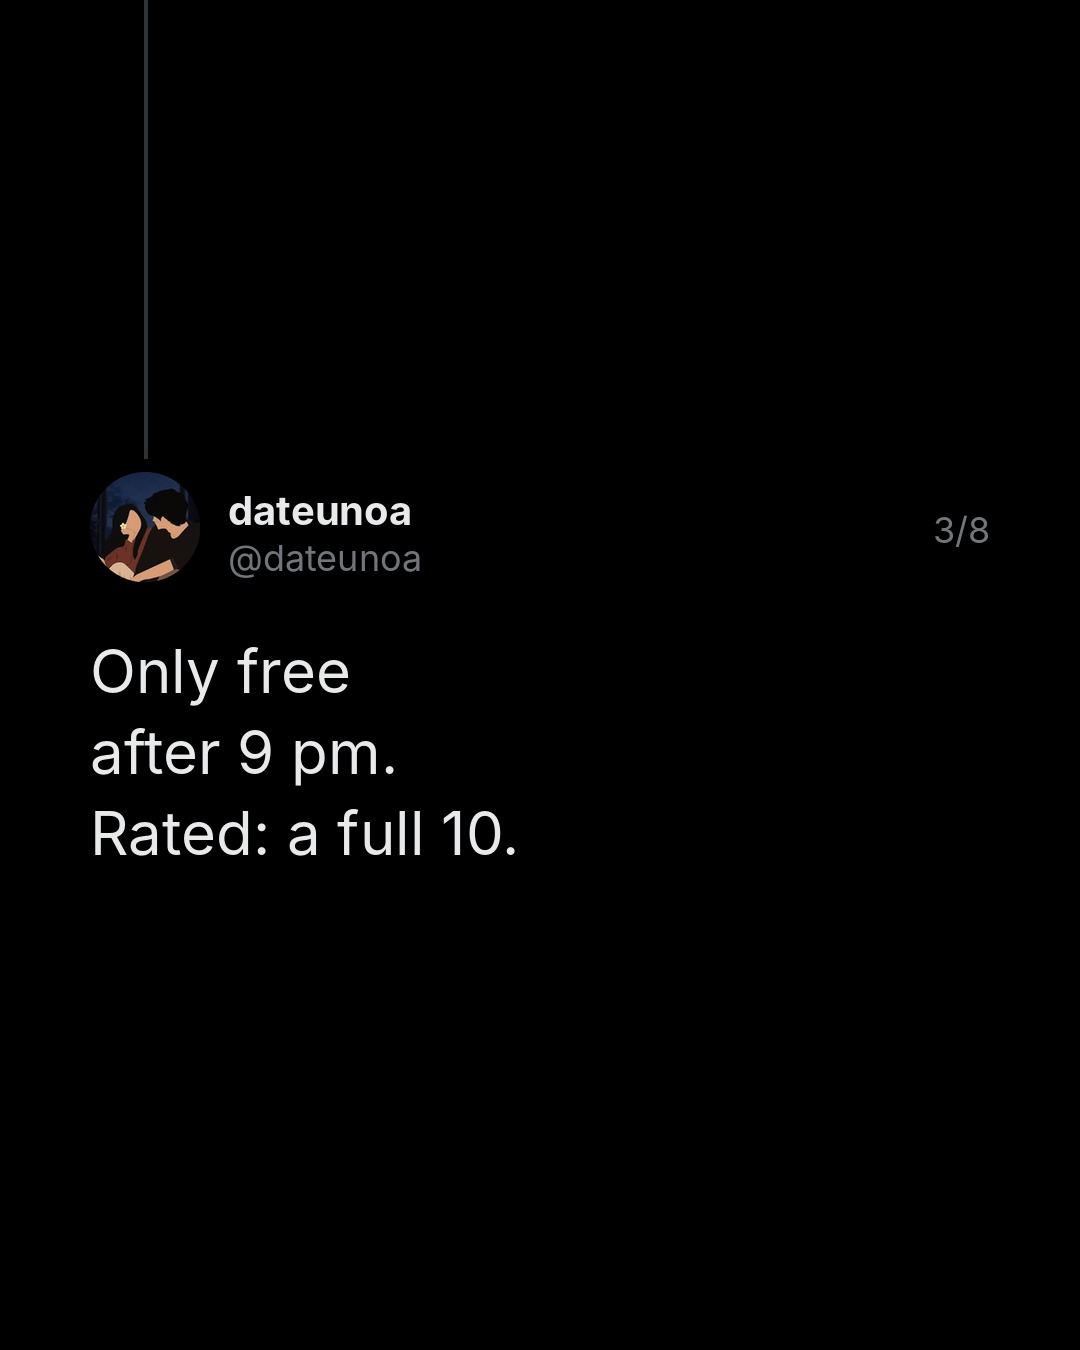 dateunoa
@dateunoa
3/8
Only free
after 9 pm.
Rated: a full 10.